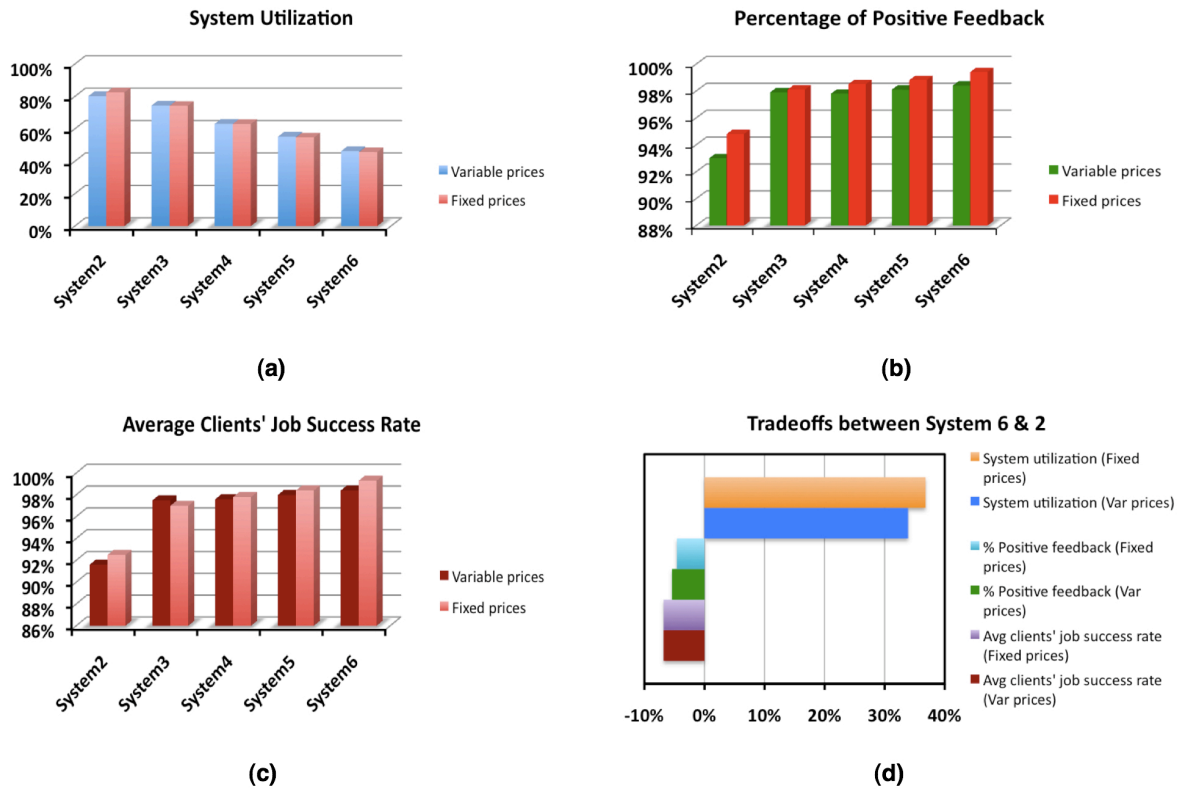 System Utilization
100%
80%
60%
40%
20%
0%
System2
System3
System4
System5
System6
Variable prices
Fixed prices
(a)
Percentage of Positive Feedback
100%
98%
96%
94%
92%
90%
88%
System2
System3
System4
System5
System6
Variable prices
Fixed prices
(b)
Average Clients' Job Success Rate
100%
98%
96%
94%
92%
90%
88%
86%
System2
System3
System4
System5
System6
Variable prices
Fixed prices
(c)
Tradeoffs between System 6 & 2
-10%
0%
10%
20%
30%
40%
System utilization (Fixed
prices)
System utilization (Var prices)
% Positive feedback (Fixed
prices)
% Positive feedback (Var
prices)
Avg clients' job success rate
(Fixed prices)
Avg clients' job success rate
(Var prices)
(d)